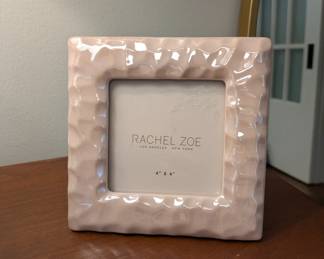 RACHEL ZOE
LOS ANGELES  NEW YORK
4" X 4"